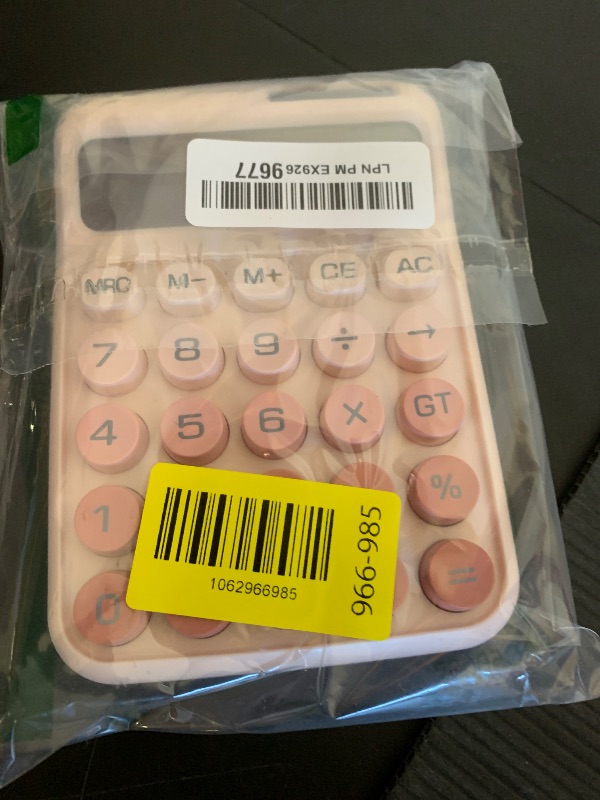 LPN PM EX926 9677
MRC M- M+ CE AC
7 8 9 ÷ →
4 5 6 X GT
1 %
0 =
1062966985
966-985